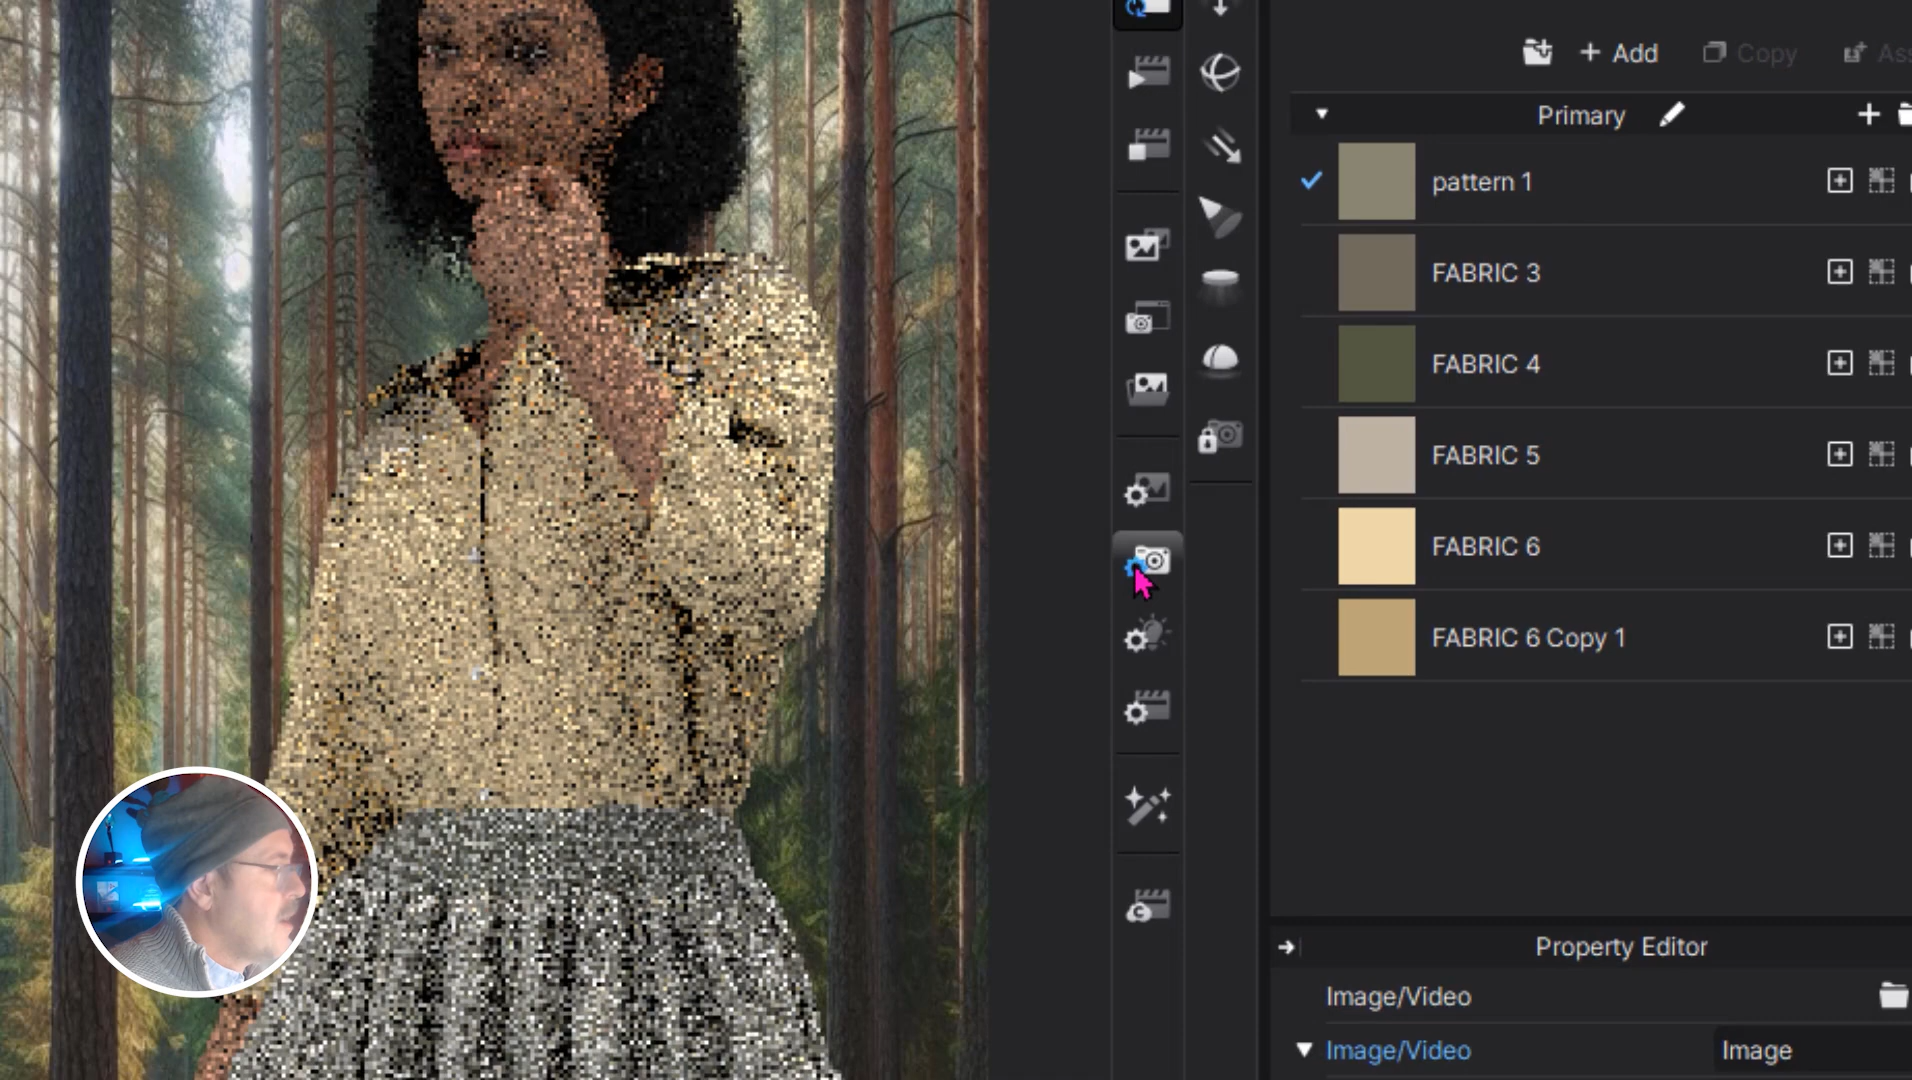 Add
Copy
Primary
pattern 1
FABRIC 3
FABRIC 4
FABRIC 5
FABRIC 6
FABRIC 6 Copy 1
Property Editor
Image/Video
Image/Video
Image